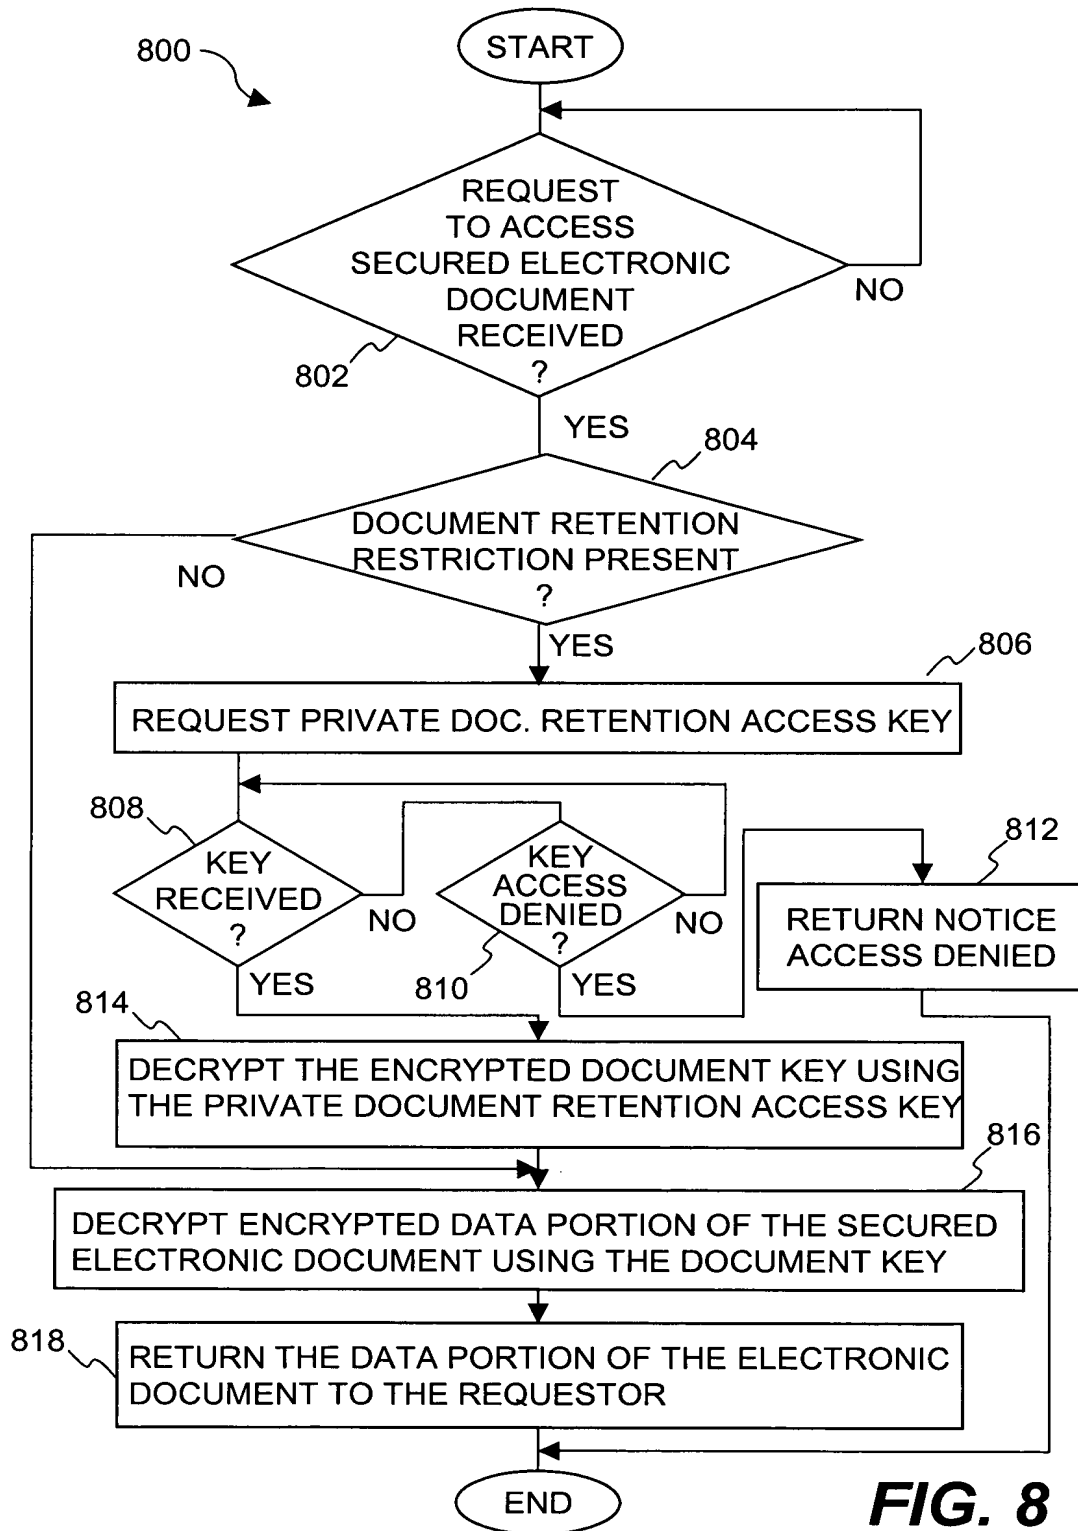 START
800
REQUEST
TO ACCESS
SECURED ELECTRONIC
DOCUMENT
RECEIVED
?
NO
802
YES
804
DOCUMENT RETENTION
RESTRICTION PRESENT
?
NO
YES
806
REQUEST PRIVATE DOC. RETENTION ACCESS KEY
808
KEY
RECEIVED
?
NO
YES
KEY
ACCESS
DENIED
?
NO
810
YES
812
RETURN NOTICE
ACCESS DENIED
814
DECRYPT THE ENCRYPTED DOCUMENT KEY USING
THE PRIVATE DOCUMENT RETENTION ACCESS KEY
816
DECRYPT ENCRYPTED DATA PORTION OF THE SECURED
ELECTRONIC DOCUMENT USING THE DOCUMENT KEY
818
RETURN THE DATA PORTION OF THE ELECTRONIC
DOCUMENT TO THE REQUESTOR
END
FIG. 8